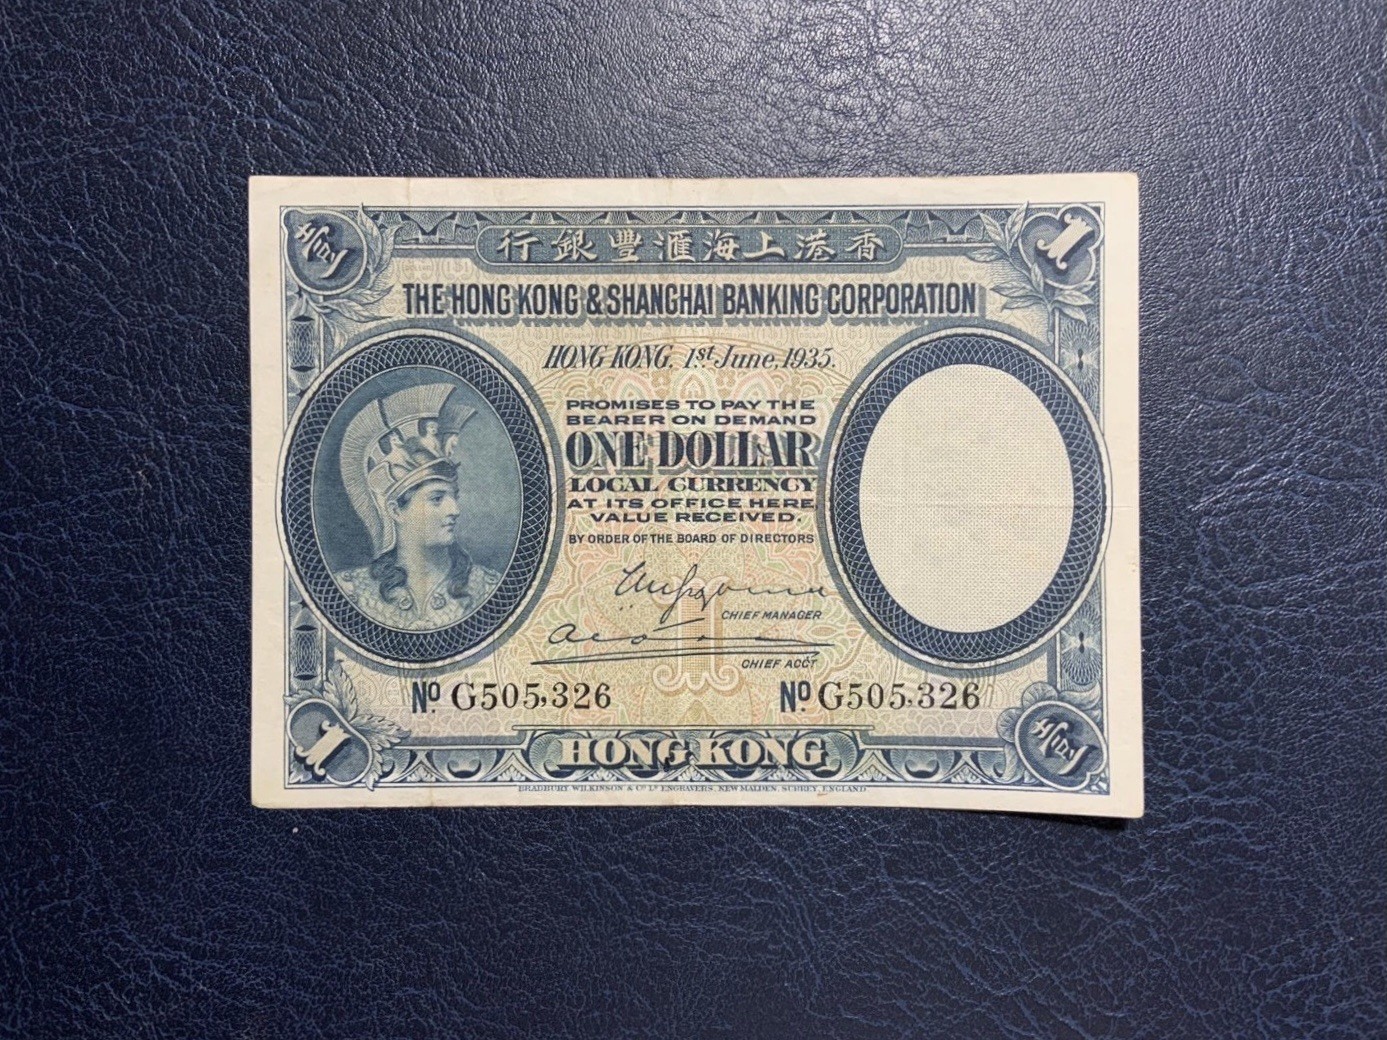 行銀豐滙海上港香
1
THE HONG KONG & SHANGHAI BANKING CORPORATION
HONG KONG, 1st June, 1935.
PROMISES TO PAY THE
BEARER ON DEMAND
ONE DOLLAR
LOCAL CURRENCY
AT ITS OFFICE HERE,
VALUE RECEIVED.
BY ORDER OF THE BOARD OF DIRECTORS
CHIEF MANAGER
CHIEF ACCT
No. G505,326
No. G505,326
1
HONG KONG
BRADBURY, WILKINSON & Co. Ld. ENGRAVERS, NEW MALDEN, SURREY, ENGLAND